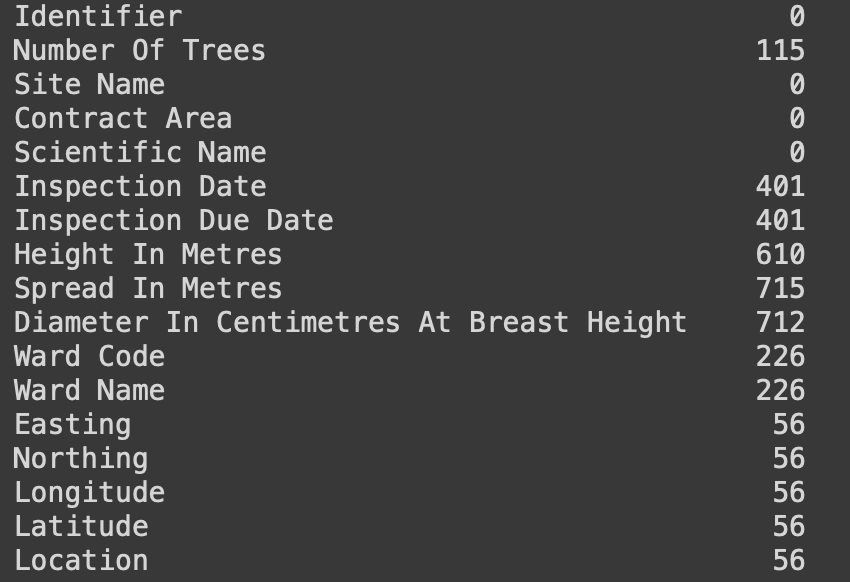 Identifier 0
Number Of Trees 115
Site Name 0
Contract Area 0
Scientific Name 0
Inspection Date 401
Inspection Due Date 401
Height In Metres 610
Spread In Metres 715
Diameter In Centimetres At Breast Height 712
Ward Code 226
Ward Name 226
Easting 56
Northing 56
Longitude 56
Latitude 56
Location 56